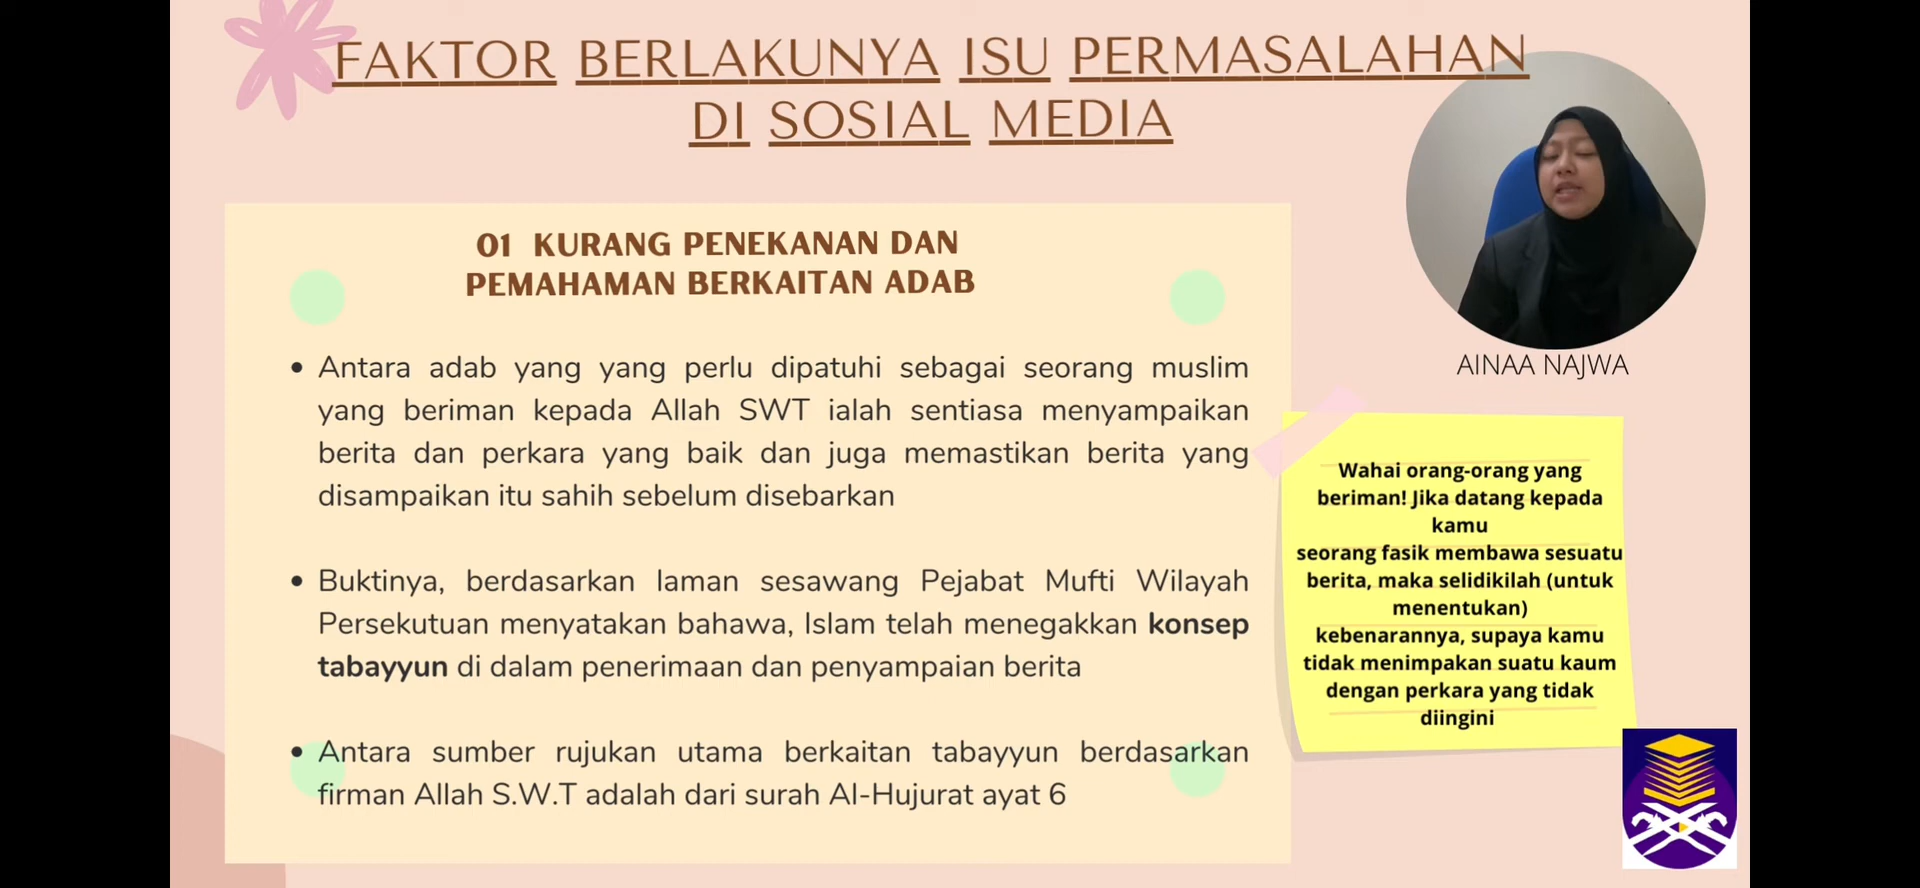 FAKTOR BERLAKUNYA ISU PERMASALAHAN
DI SOSIAL MEDIA
01 KURANG PENEKANAN DAN
PEMAHAMAN BERKAITAN ADAB
• Antara adab yang yang perlu dipatuhi sebagai seorang muslim
yang beriman kepada Allah SWT ialah sentiasa menyampaikan
berita dan perkara yang baik dan juga memastikan berita yang
disampaikan itu sahih sebelum disebarkan
• Buktinya, berdasarkan laman sesawang Pejabat Mufti Wilayah
Persekutuan menyatakan bahawa, Islam telah menegakkan konsep
tabayyun di dalam penerimaan dan penyampaian berita
• Antara sumber rujukan utama berkaitan tabayyun berdasarkan
firman Allah S.W.T adalah dari surah Al-Hujurat ayat 6
AINAA NAJWA
Wahai orang-orang yang
beriman! Jika datang kepada
kamu
seorang fasik membawa sesuatu
berita, maka selidikilah (untuk
menentukan)
kebenarannya, supaya kamu
tidak menimpakan suatu kaum
dengan perkara yang tidak
diingini